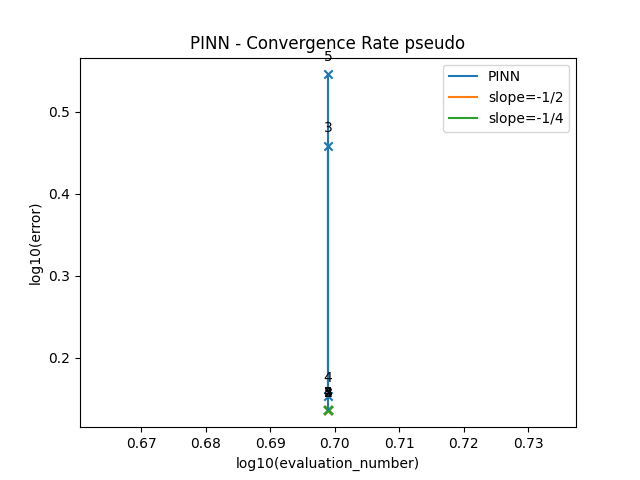 PINN - Convergence Rate pseudo
5
PINN
slope=-1/2
slope=-1/4
0.5
3
0.4
log10(error)
0.3
0.2
4
0.67 0.68 0.69 0.70 0.71 0.72 0.73
log10(evaluation_number)